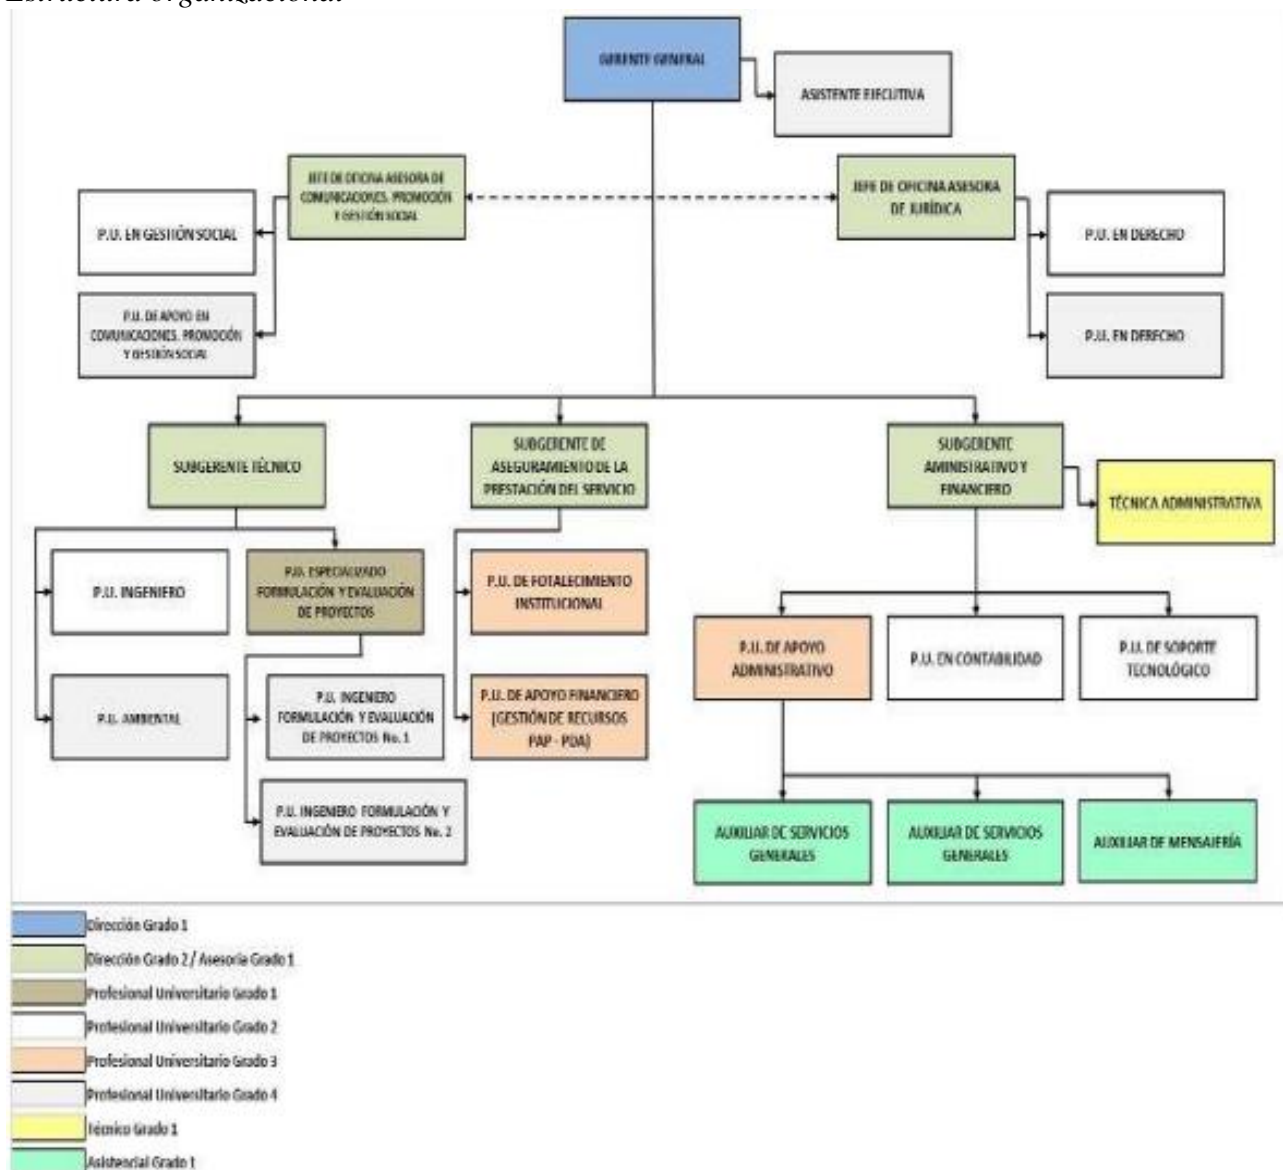 Estructura organizacional
GERENTE GENERAL
ASISTENTE EJECUTIVA
JEFE DE OFICINA ASESORA DE
COMUNICACIONES. PROMOCIÓN
Y GESTIÓN SOCIAL
JEFE DE OFICINA ASESORA
DE JURÍDICA
P.U. EN GESTIÓN SOCIAL
P.U. EN DERECHO
P.U. DE APOYO EN
COMUNICACIONES. PROMOCIÓN
Y GESTIÓN SOCIAL
P.U. EN DERECHO
SUBGERENTE TÉCNICO
SUBGERENTE DE
ASEGURAMIENTO DE LA
PRESTACIÓN DEL SERVICIO
SUBGERENTE
AMINISTRATIVO Y
FINANCIERO
TÉCNICA ADMINISTRATIVA
P.U. INGENIERO
P.U. ESPECIALIZADO
FORMULACIÓN Y EVALUACIÓN
DE PROYECTOS
P.U. DE FOTALECIMIENTO
INSTITUCIONAL
P.U. DE APOYO
ADMINISTRATIVO
P.U. EN CONTABILIDAD
P.U. DE SOPORTE
TECNOLÓGICO
P.U. AMBIENTAL
P.U. INGENIERO
FORMULACIÓN Y EVALUACIÓN
DE PROYECTOS No. 1
P.U. DE APOYO FINANCIERO
(GESTIÓN DE RECURSOS
PAP - PDA)
P.U. INGENIERO FORMULACIÓN Y
EVALUACIÓN DE PROYECTOS No. 2
AUXILIAR DE SERVICIOS
GENERALES
AUXILIAR DE SERVICIOS
GENERALES
AUXILIAR DE MENSAJERÍA
Dirección Grado 1
Dirección Grado 2 / Asesoria Grado 1
Profesional Universitario Grado 1
Profesional Universitario Grado 2
Profesional Universitario Grado 3
Profesional Universitario Grado 4
Técnico Grado 1
Asistencial Grado 1